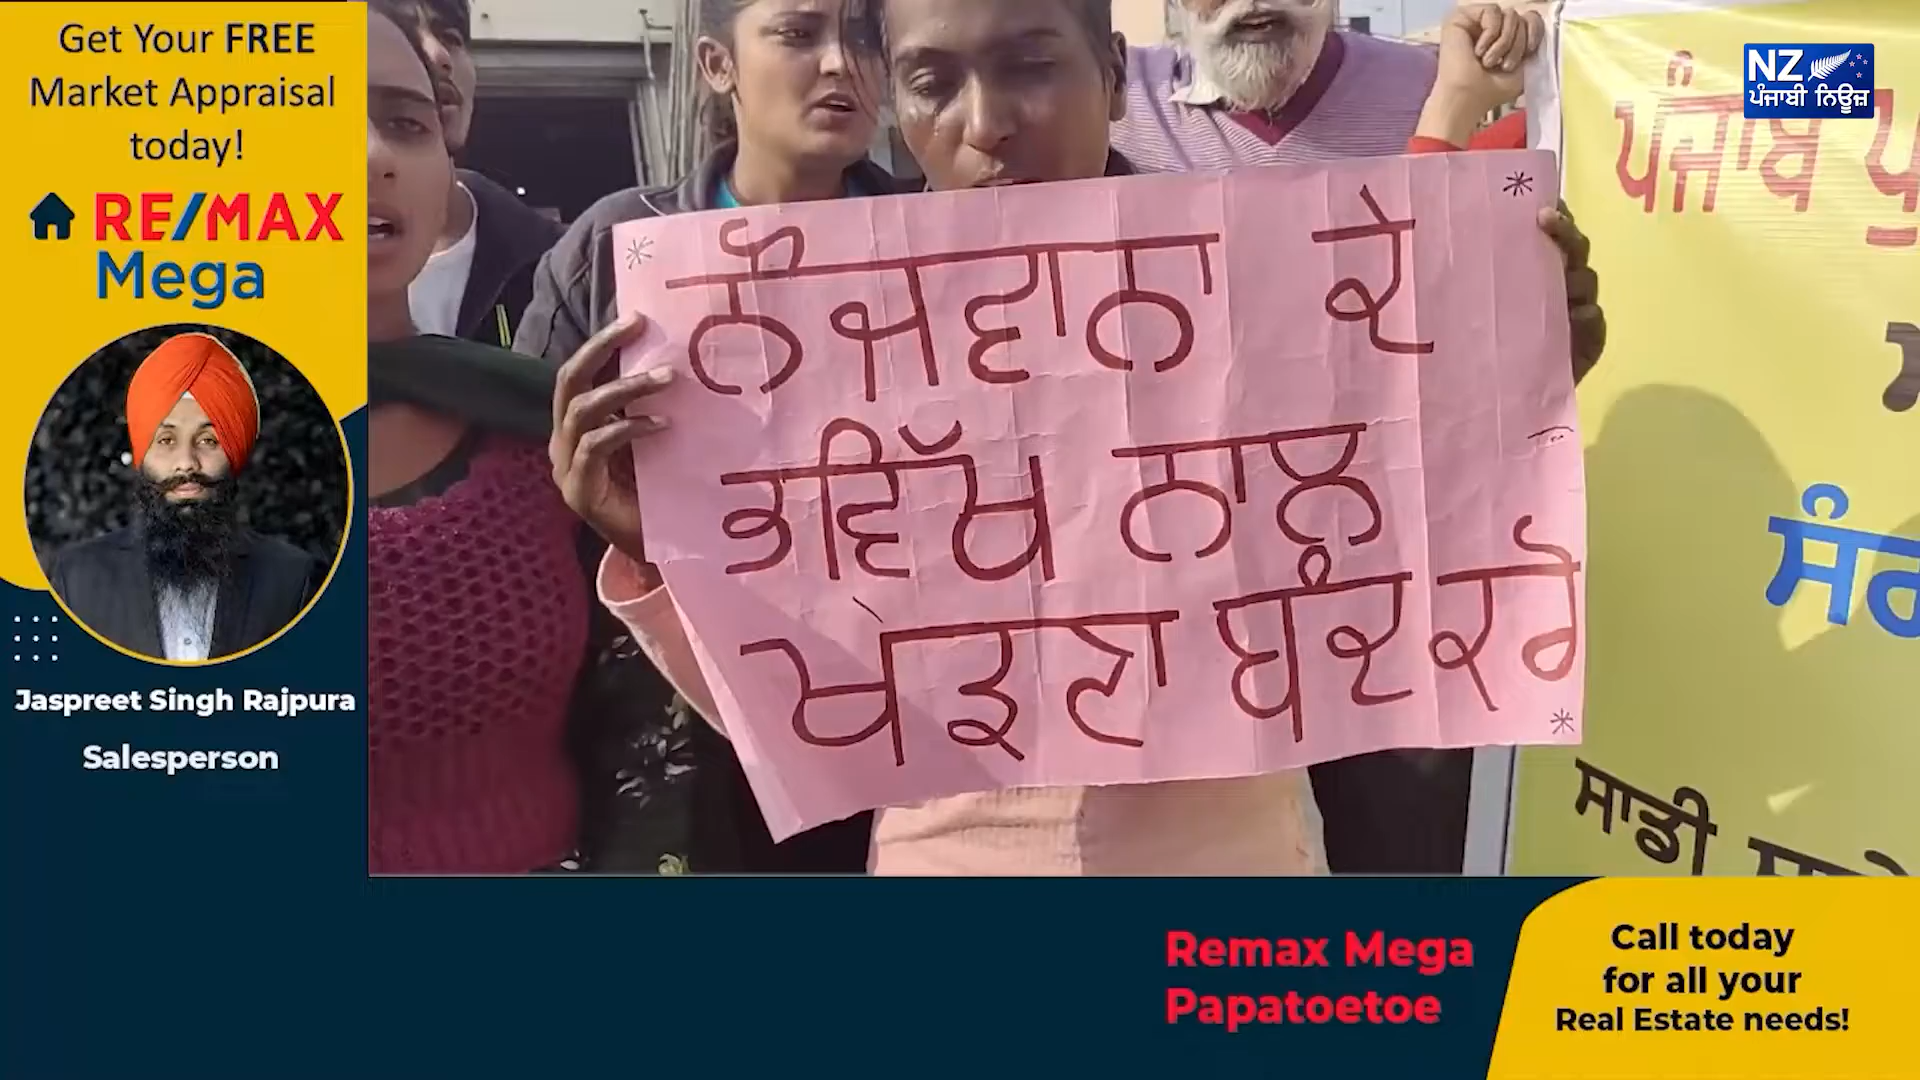 Get Your FREE
Market Appraisal
today!
RE/MAX
Mega
Jaspreet Singh Rajpura
Salesperson
NZ
ਪੰਜਾਬੀ ਨਿਊਜ਼
ਨੌਜਵਾਨਾ ਦੇ
ਭਵਿੱਖ ਨਾਲ
ਖੇਡਣਾ ਬੰਦ ਕਰੋ
ਪੰਜਾਬ
ਸਾਡੀ
Remax Mega
Papatoetoe
Call today
for all your
Real Estate needs!